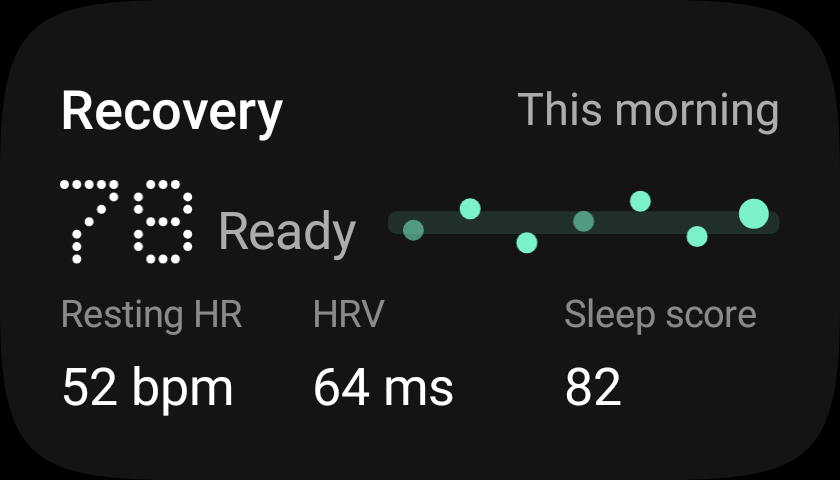 Recovery
This morning
78 Ready
Resting HR
HRV
Sleep score
52 bpm
64 ms
82